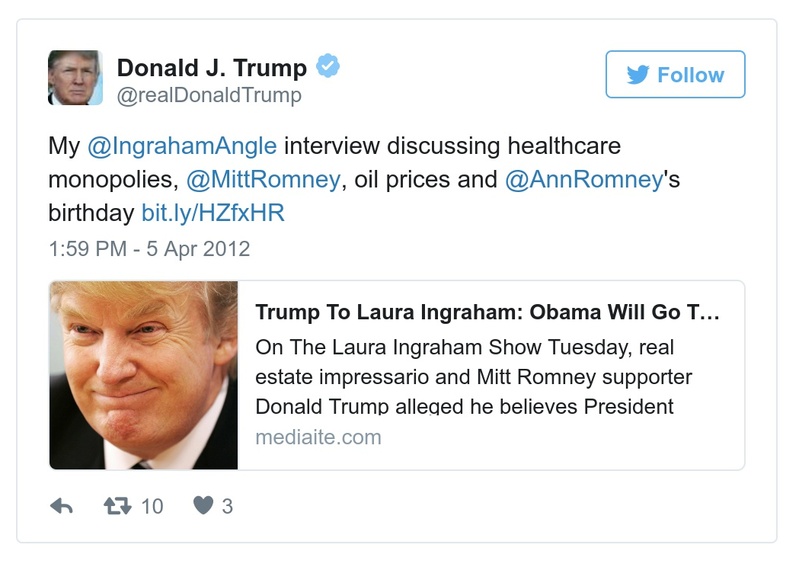 Donald J. Trump
@realDonaldTrump
Follow
My @IngrahamAngle interview discussing healthcare
monopolies, @MittRomney, oil prices and @AnnRomney's
birthday bit.ly/HZfxHR
1:59 PM - 5 Apr 2012
Trump To Laura Ingraham: Obama Will Go T...
On The Laura Ingraham Show Tuesday, real
estate impressario and Mitt Romney supporter
Donald Trump alleged he believes President
mediaite.com
10
3